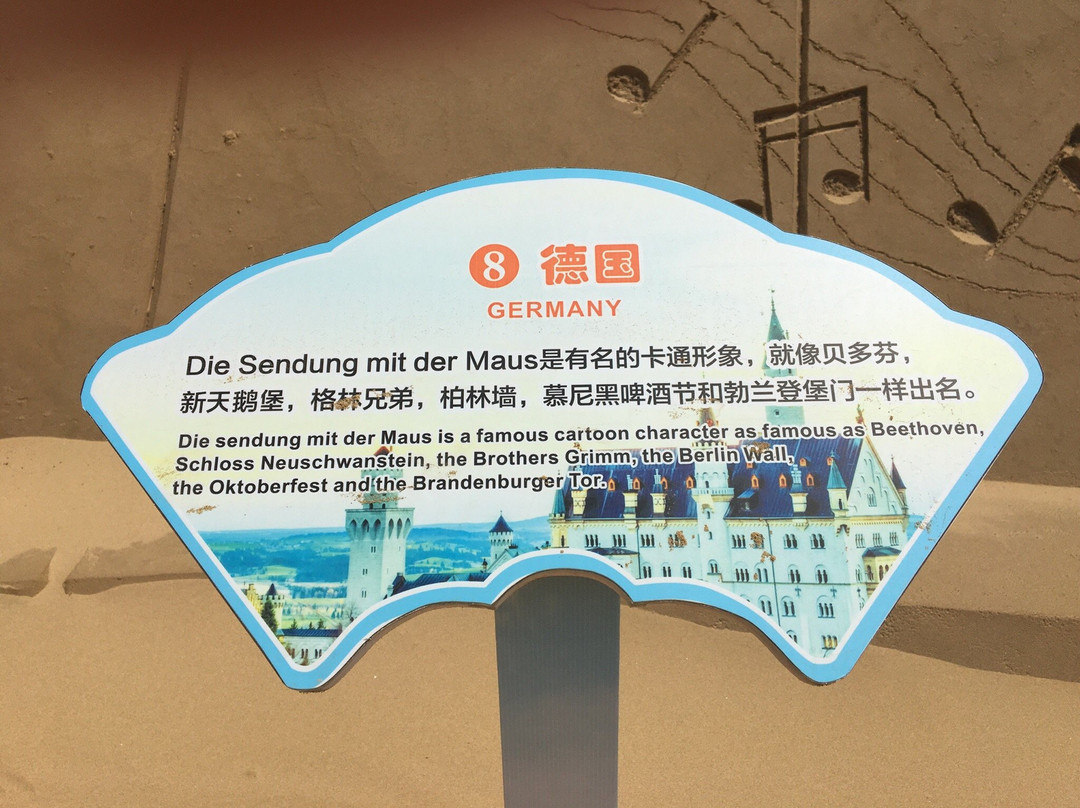 8 德国
GERMANY
Die Sendung mit der Maus是有名的卡通形象，就像贝多芬，
新天鹅堡，格林兄弟，柏林墙，慕尼黑啤酒节和勃兰登堡门一样出名。
Die sendung mit der Maus is a famous cartoon character as famous as Beethoven,
Schloss Neuschwanstein, the Brothers Grimm, the Berlin Wall,
the Oktoberfest and the Brandenburger Tor.